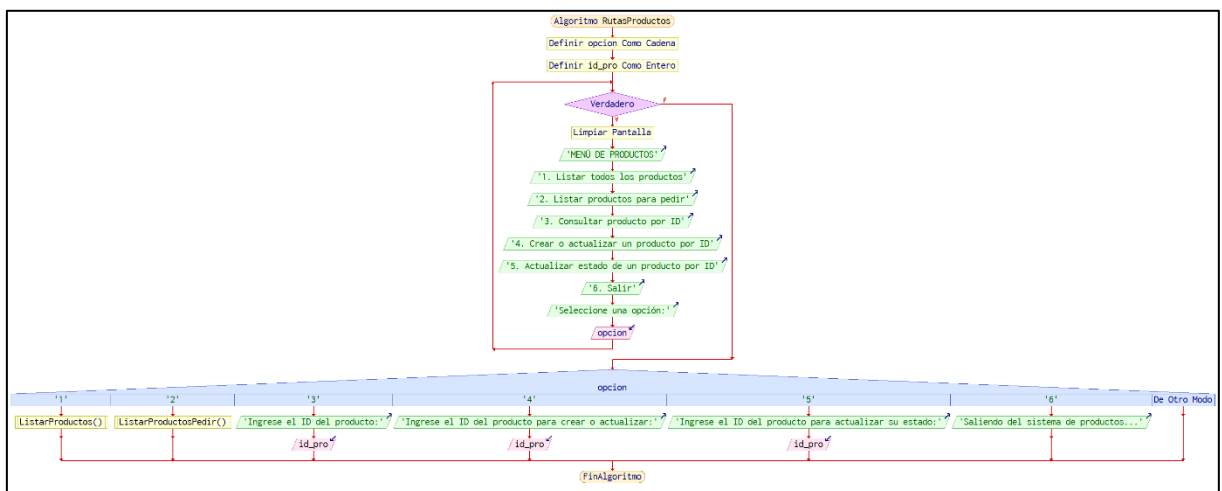 Algoritmo RutasProductos
Definir opcion Como Cadena
Definir id_pro Como Entero
Verdadero
F
V
Limpiar Pantalla
'MENÚ DE PRODUCTOS'
'1. Listar todos los productos'
'2. Listar productos para pedir'
'3. Consultar producto por ID'
'4. Crear o actualizar un producto por ID'
'5. Actualizar estado de un producto por ID'
'6. Salir'
'Seleccione una opción:'
opcion
opcion
'1' '2' '3' '4' '5' '6' De Otro Modo
ListarProductos() ListarProductosPedir() 'Ingrese el ID del producto:' 'Ingrese el ID del producto para crear o actualizar:' 'Ingrese el ID del producto para actualizar su estado:' 'Saliendo del sistema de productos...'
id_pro id_pro id_pro
FinAlgoritmo